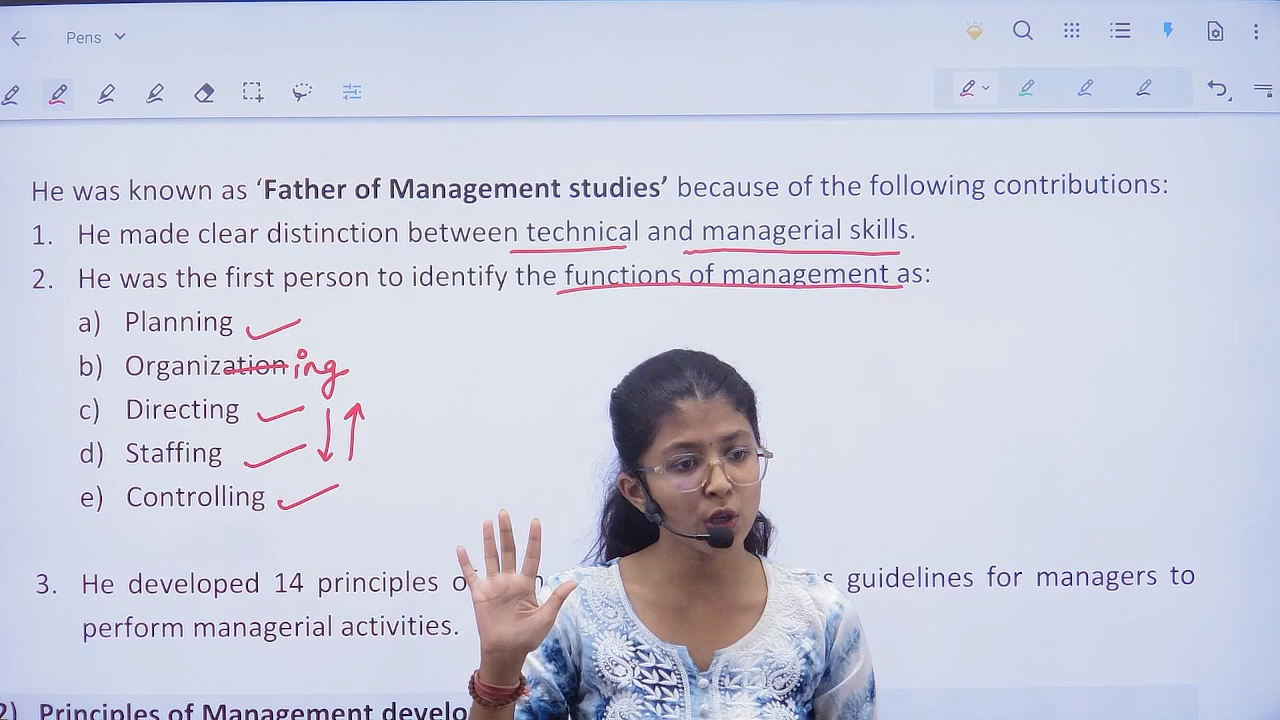 Pens
He was known as ‘Father of Management studies’ because of the following contributions:
1. He made clear distinction between technical and managerial skills.
2. He was the first person to identify the functions of management as:
a) Planning
b) Organization ing
c) Directing
d) Staffing
e) Controlling
3. He developed 14 principles guidelines for managers to
perform managerial activities.
2) Principles of Management